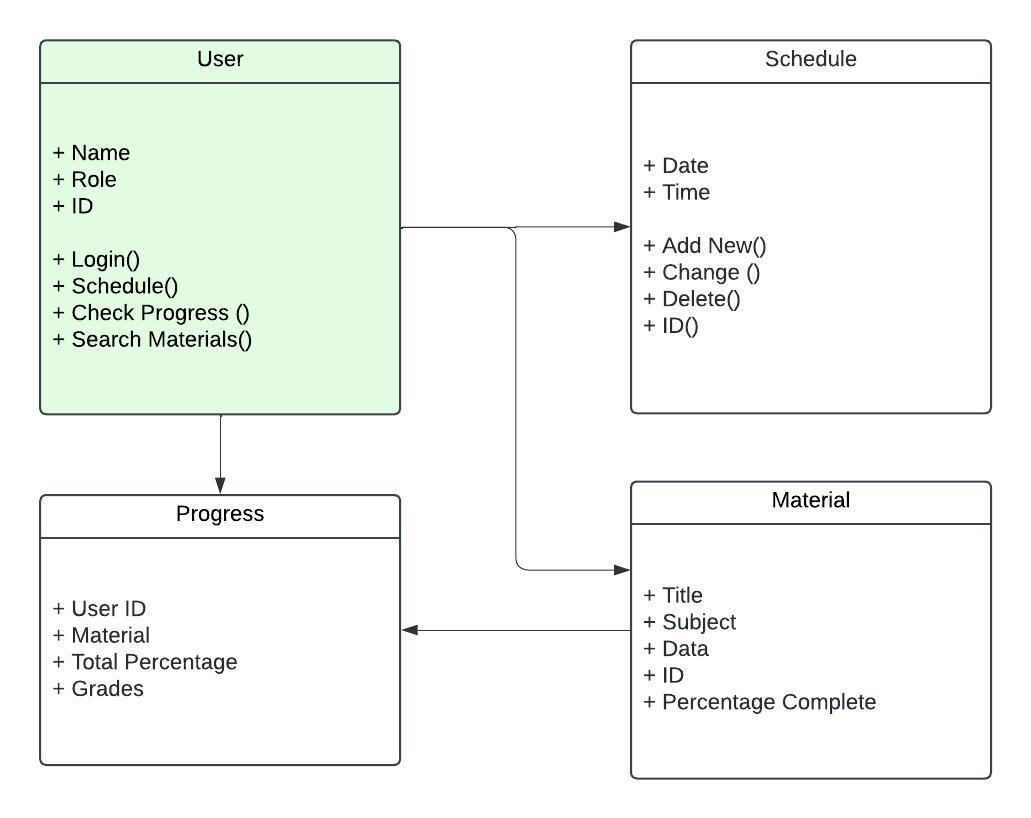 User
+ Name
+ Role
+ ID
+ Login()
+ Schedule()
+ Check Progress ()
+ Search Materials()
Schedule
+ Date
+ Time
+ Add New()
+ Change ()
+ Delete()
+ ID()
Progress
+ User ID
+ Material
+ Total Percentage
+ Grades
Material
+ Title
+ Subject
+ Data
+ ID
+ Percentage Complete